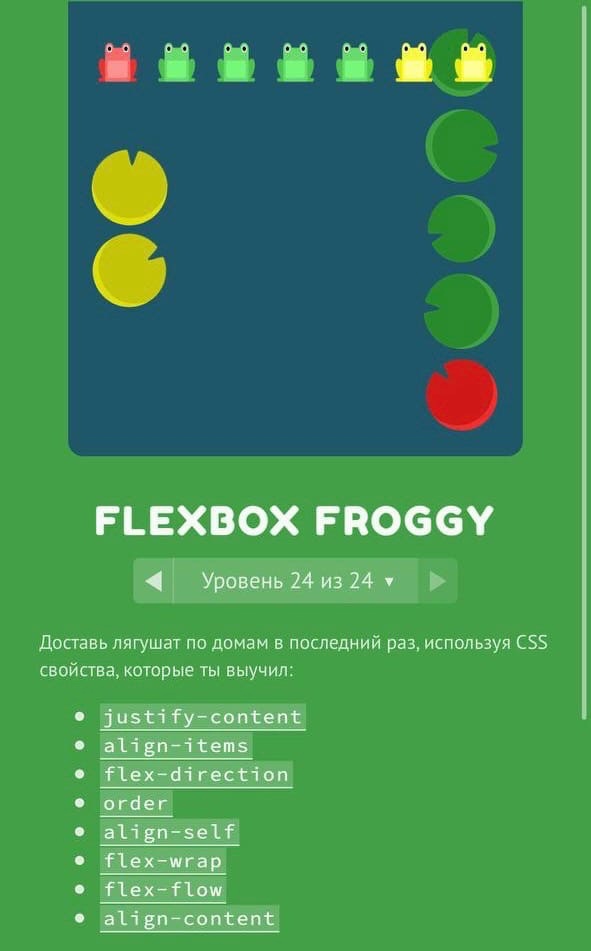 FLEXBOX FROGGY
Уровень 24 из 24
Доставь лягушат по домам в последний раз, используя CSS
свойства, которые ты выучил:
justify-content
align-items
flex-direction
order
align-self
flex-wrap
flex-flow
align-content